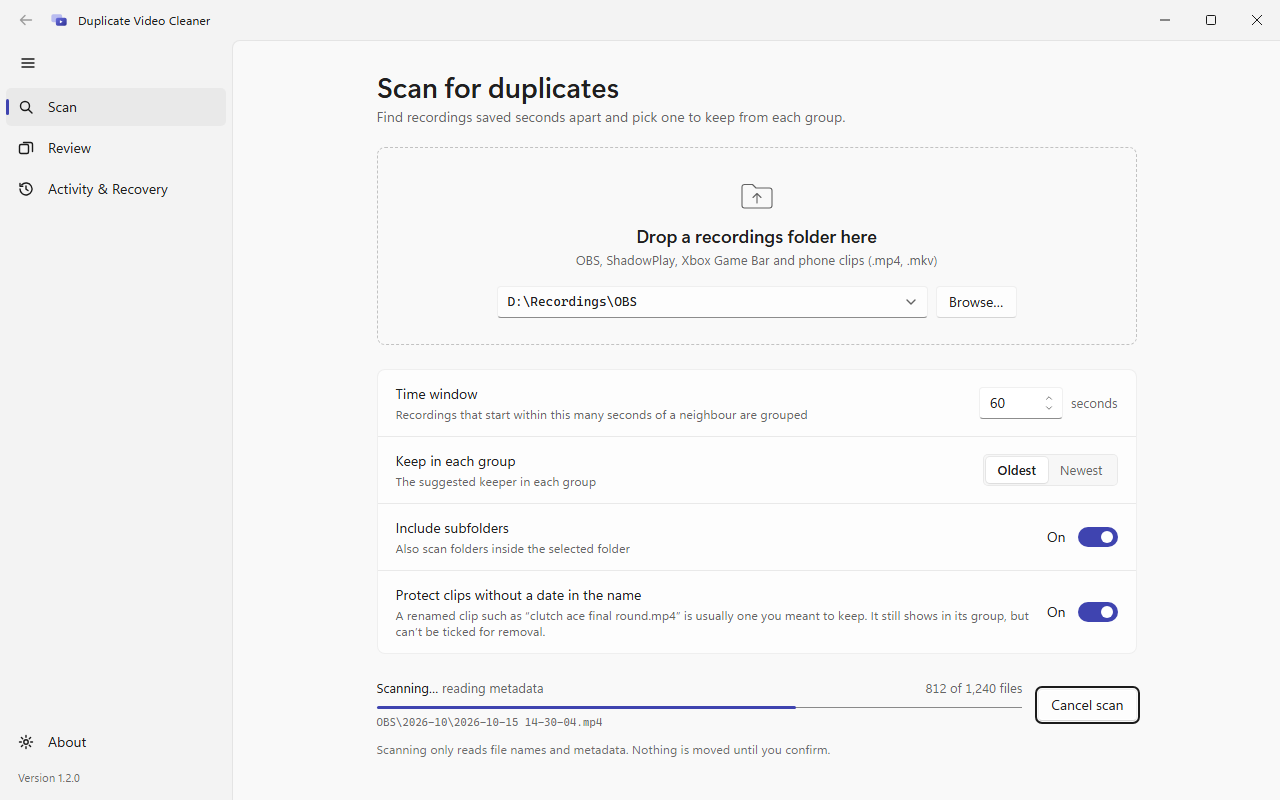 Duplicate Video Cleaner
Scan
Review
Activity & Recovery
About
Version 1.2.0
Scan for duplicates
Find recordings saved seconds apart and pick one to keep from each group.
Drop a recordings folder here
OBS, ShadowPlay, Xbox Game Bar and phone clips (.mp4, .mkv)
D:\Recordings\OBS
Browse...
Time window
Recordings that start within this many seconds of a neighbour are grouped
60 seconds
Keep in each group
The suggested keeper in each group
Oldest Newest
Include subfolders
Also scan folders inside the selected folder
On
Protect clips without a date in the name
A renamed clip such as “clutch ace final round.mp4” is usually one you meant to keep. It still shows in its group, but
can’t be ticked for removal.
On
Scanning... reading metadata
812 of 1,240 files
OBS\2026-10\2026-10-15 14-30-04.mp4
Cancel scan
Scanning only reads file names and metadata. Nothing is moved until you confirm.